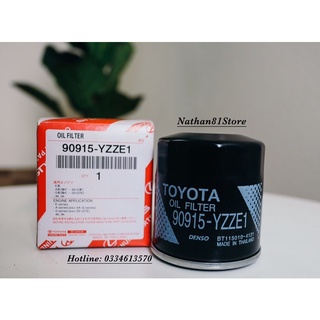 Nathan81Store
OIL FILTER
90915-YZZE1
1
ENGINE APPLICATION
TOYOTA
OIL FILTER
90915-YZZE1
DENSO
MADE IN THAILAND
Hotline: 0334613570